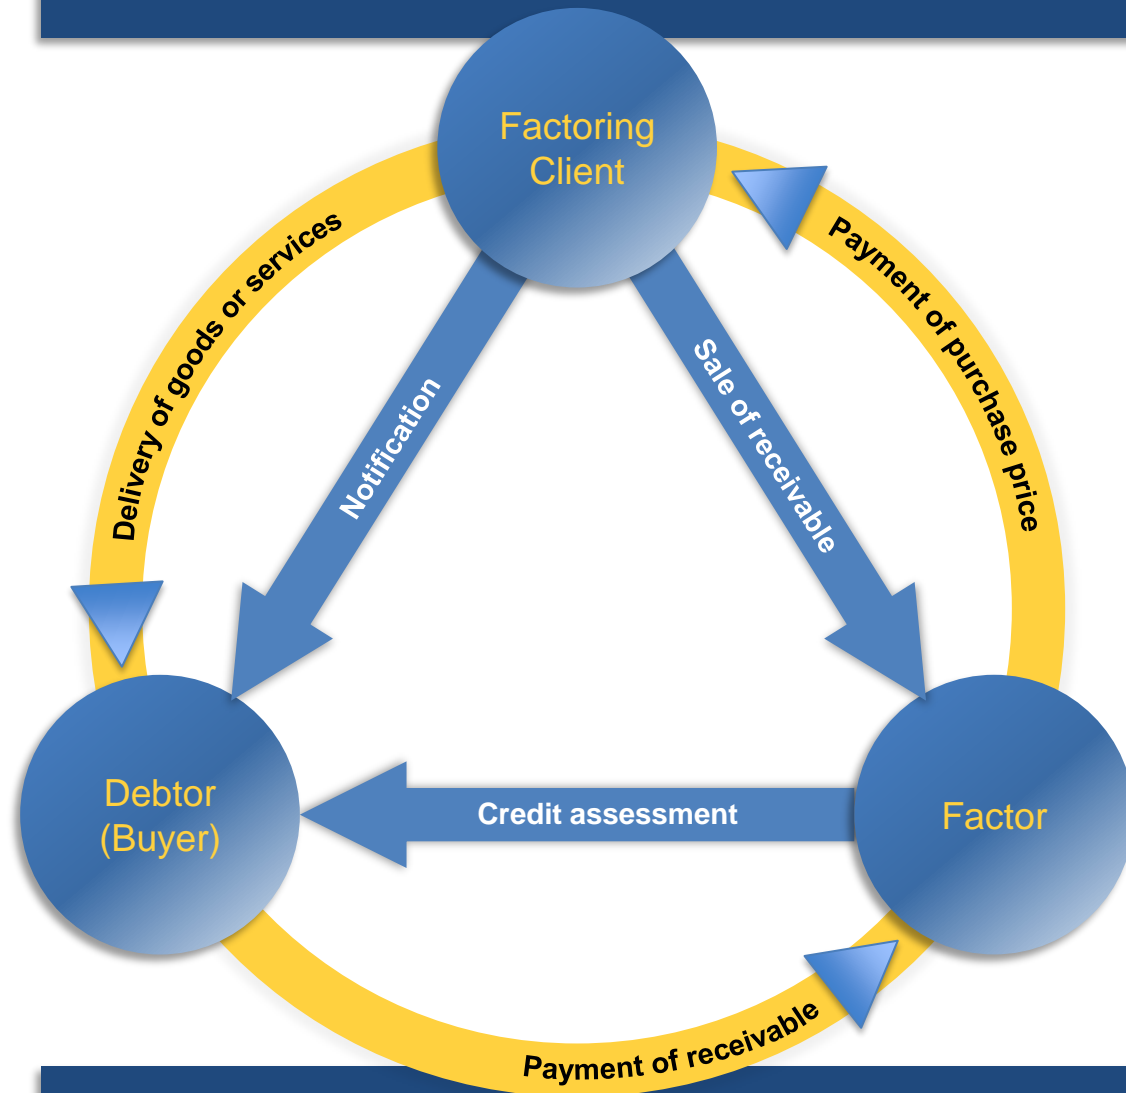 Factoring
Client
Delivery of goods or services
Payment of purchase price
Notification
Sale of receivable
Debtor
(Buyer)
Credit assessment
Factor
Payment of receivable